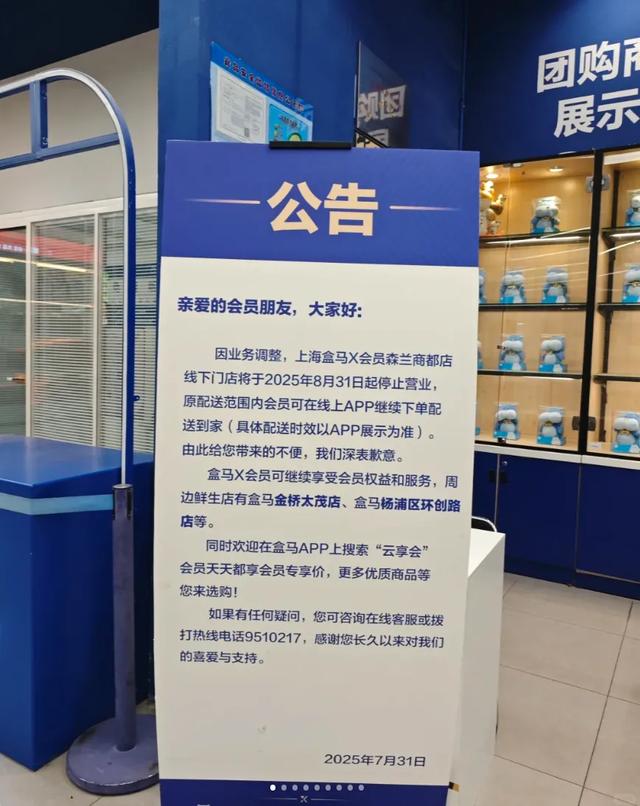 团购商
展示
公告
亲爱的会员朋友，大家好：
因业务调整，上海盒马X会员森兰商都店
线下门店将于2025年8月31日起停止营业，
原配送范围内会员可在线上APP继续下单配
送到家（具体配送时效以APP展示为准）。
由此给您带来的不便，我们深表歉意。
盒马X会员可继续享受会员权益和服务，周
边鲜生店有盒马金桥太茂店、盒马杨浦区环创路
店等。
同时欢迎在盒马APP上搜索“云享会”
会员天天都享会员专享价，更多优质商品等
您来选购！
如果有任何疑问，您可咨询在线客服或拨
打热线电话9510217，感谢您长久以来对我们
的喜爱与支持。
2025年7月31日